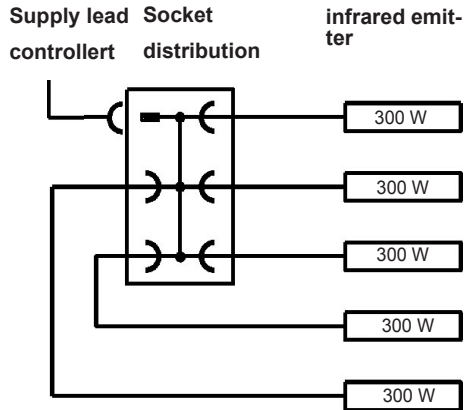 Supply lead
controllert
Socket
distribution
infrared emit-
ter
300 W
300 W
300 W
300 W
300 W